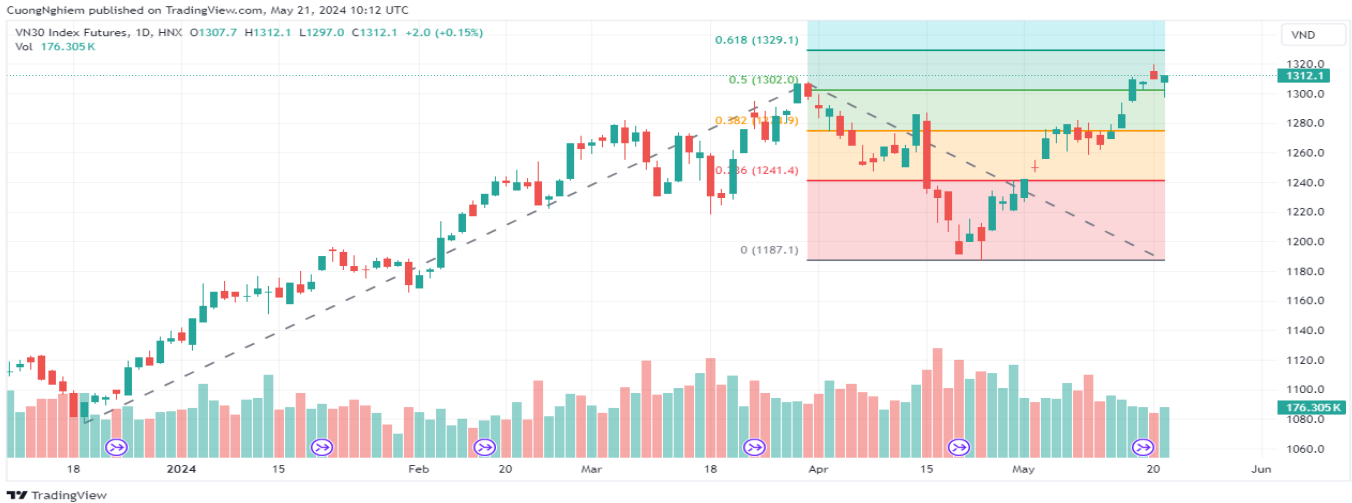 CuongNghiem published on TradingView.com, May 21, 2024 10:12 UTC
VN30 Index Futures, 1D, HNX O1307.7 H1312.1 L1297.0 C1312.1 +2.0 (+0.15%)
Vol 176.305K
VND
0.618 (1329.1)
0.5 (1302.0)
0.236 (1241.4)
0 (1187.1)
1320.0
1312.1
1300.0
1280.0
1260.0
1240.0
1220.0
1200.0
1180.0
1160.0
1140.0
1120.0
1100.0
176.305K
1080.0
1060.0
18 2024 15 Feb 20 Mar 18 Apr 15 May 20 Jun
TradingView